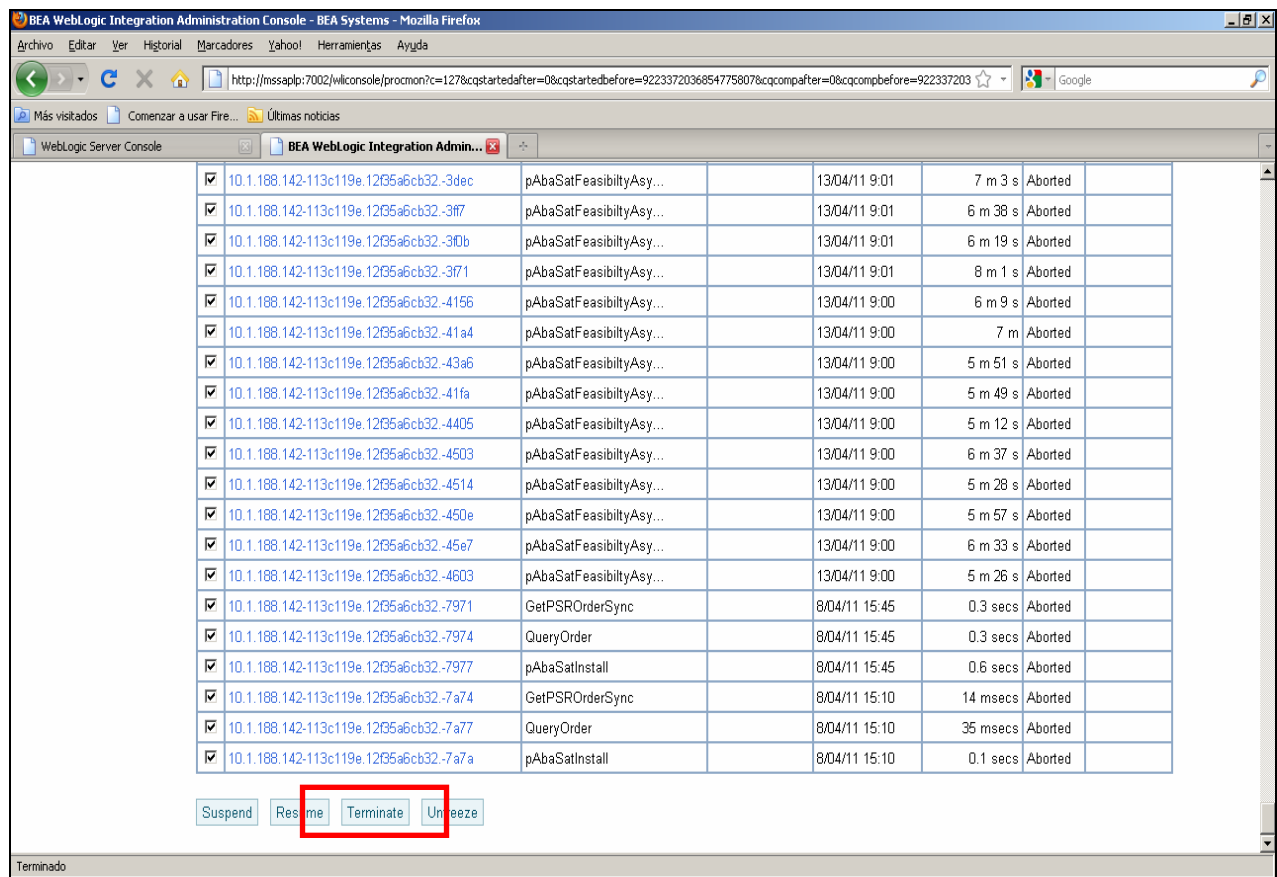 BEA WebLogic Integration Administration Console - BEA Systems - Mozilla Firefox
Archivo Editar Ver Historial Marcadores Yahoo! Herramientas Ayuda
http://mssaplp:7002/wliconsole/procmon?c=127&cqstartedafter=0&cqstartedbefore=9223372036854775807&cqcompafter=0&cqcompbefore=922337203 Google
Más visitados Comenzar a usar Fire... Últimas noticias
WebLogic Server Console BEA WebLogic Integration Admin...
10.1.188.142-113c119e.12f35a6cb32.-3dec pAbaSatFeasibiltyAsy... 13/04/11 9:01 7 m 3 s Aborted
10.1.188.142-113c119e.12f35a6cb32.-3ff7 pAbaSatFeasibiltyAsy... 13/04/11 9:01 6 m 38 s Aborted
10.1.188.142-113c119e.12f35a6cb32.-3f0b pAbaSatFeasibiltyAsy... 13/04/11 9:01 6 m 19 s Aborted
10.1.188.142-113c119e.12f35a6cb32.-3f71 pAbaSatFeasibiltyAsy... 13/04/11 9:01 8 m 1 s Aborted
10.1.188.142-113c119e.12f35a6cb32.-4156 pAbaSatFeasibiltyAsy... 13/04/11 9:00 6 m 9 s Aborted
10.1.188.142-113c119e.12f35a6cb32.-41a4 pAbaSatFeasibiltyAsy... 13/04/11 9:00 7 m Aborted
10.1.188.142-113c119e.12f35a6cb32.-43a6 pAbaSatFeasibiltyAsy... 13/04/11 9:00 5 m 51 s Aborted
10.1.188.142-113c119e.12f35a6cb32.-41fa pAbaSatFeasibiltyAsy... 13/04/11 9:00 5 m 49 s Aborted
10.1.188.142-113c119e.12f35a6cb32.-4405 pAbaSatFeasibiltyAsy... 13/04/11 9:00 5 m 12 s Aborted
10.1.188.142-113c119e.12f35a6cb32.-4503 pAbaSatFeasibiltyAsy... 13/04/11 9:00 6 m 37 s Aborted
10.1.188.142-113c119e.12f35a6cb32.-4514 pAbaSatFeasibiltyAsy... 13/04/11 9:00 5 m 28 s Aborted
10.1.188.142-113c119e.12f35a6cb32.-450e pAbaSatFeasibiltyAsy... 13/04/11 9:00 5 m 57 s Aborted
10.1.188.142-113c119e.12f35a6cb32.-45e7 pAbaSatFeasibiltyAsy... 13/04/11 9:00 6 m 33 s Aborted
10.1.188.142-113c119e.12f35a6cb32.-4603 pAbaSatFeasibiltyAsy... 13/04/11 9:00 5 m 26 s Aborted
10.1.188.142-113c119e.12f35a6cb32.-7971 GetPSROrderSync 8/04/11 15:45 0.3 secs Aborted
10.1.188.142-113c119e.12f35a6cb32.-7974 QueryOrder 8/04/11 15:45 0.3 secs Aborted
10.1.188.142-113c119e.12f35a6cb32.-7977 pAbaSatInstall 8/04/11 15:45 0.6 secs Aborted
10.1.188.142-113c119e.12f35a6cb32.-7a74 GetPSROrderSync 8/04/11 15:10 14 msecs Aborted
10.1.188.142-113c119e.12f35a6cb32.-7a77 QueryOrder 8/04/11 15:10 35 msecs Aborted
10.1.188.142-113c119e.12f35a6cb32.-7a7a pAbaSatInstall 8/04/11 15:10 0.1 secs Aborted
Suspend Resume Terminate Unfreeze
Terminado